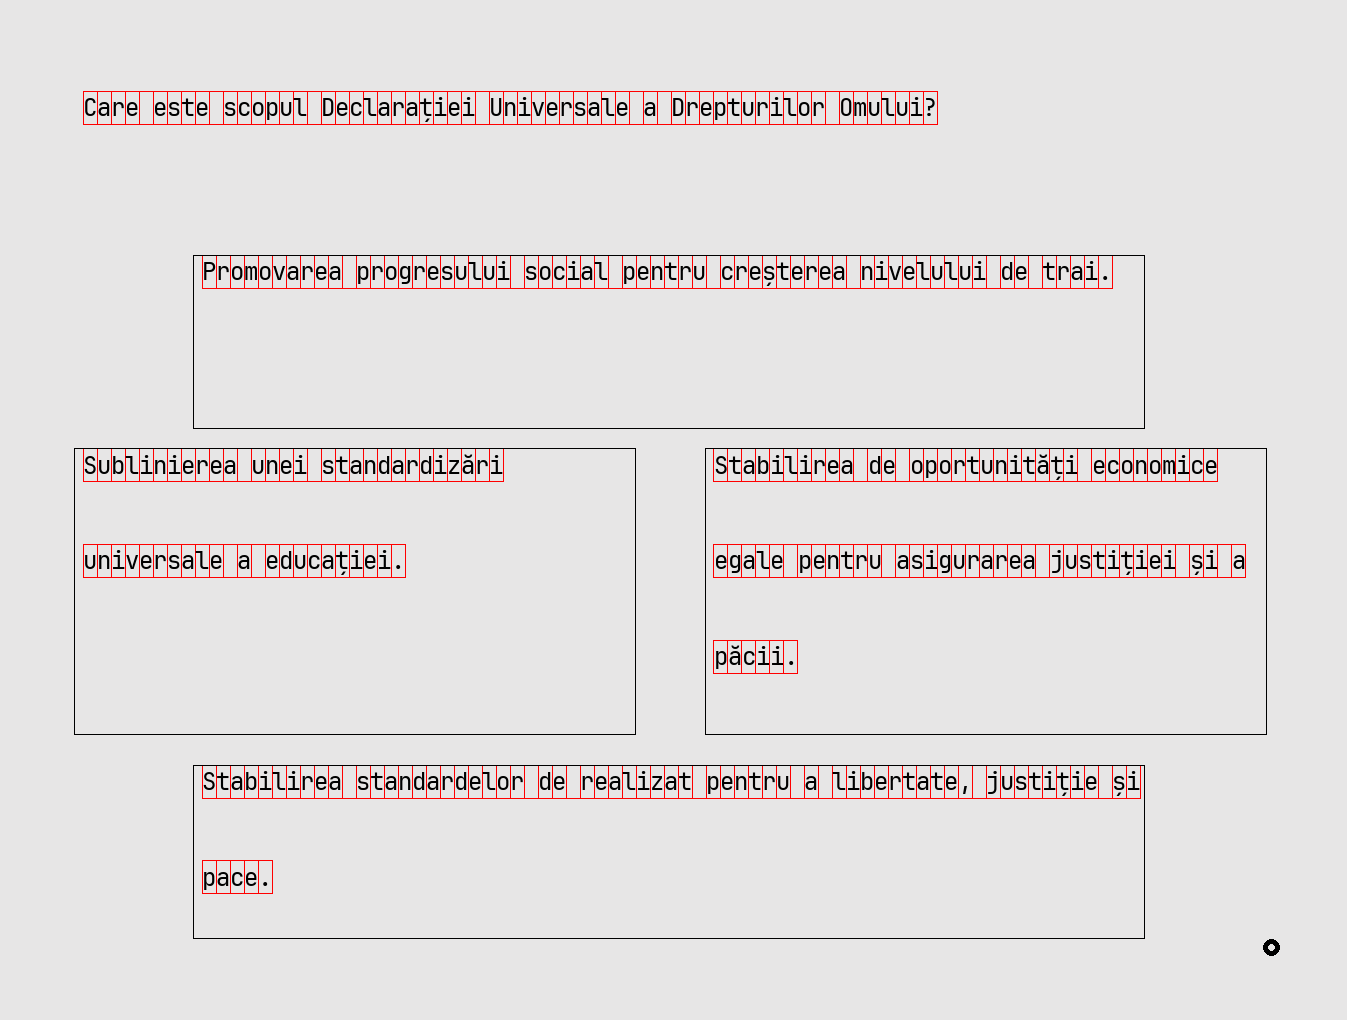 Care este scopul Declarației Universale a Drepturilor Omului?
Promovarea progresului social pentru creșterea nivelului de trai.
Sublinierea unei standardizări
universale a educației.
Stabilirea de oportunități economice
egale pentru asigurarea justiției și a
păcii.
Stabilirea standardelor de realizat pentru a libertate, justiție și
pace.